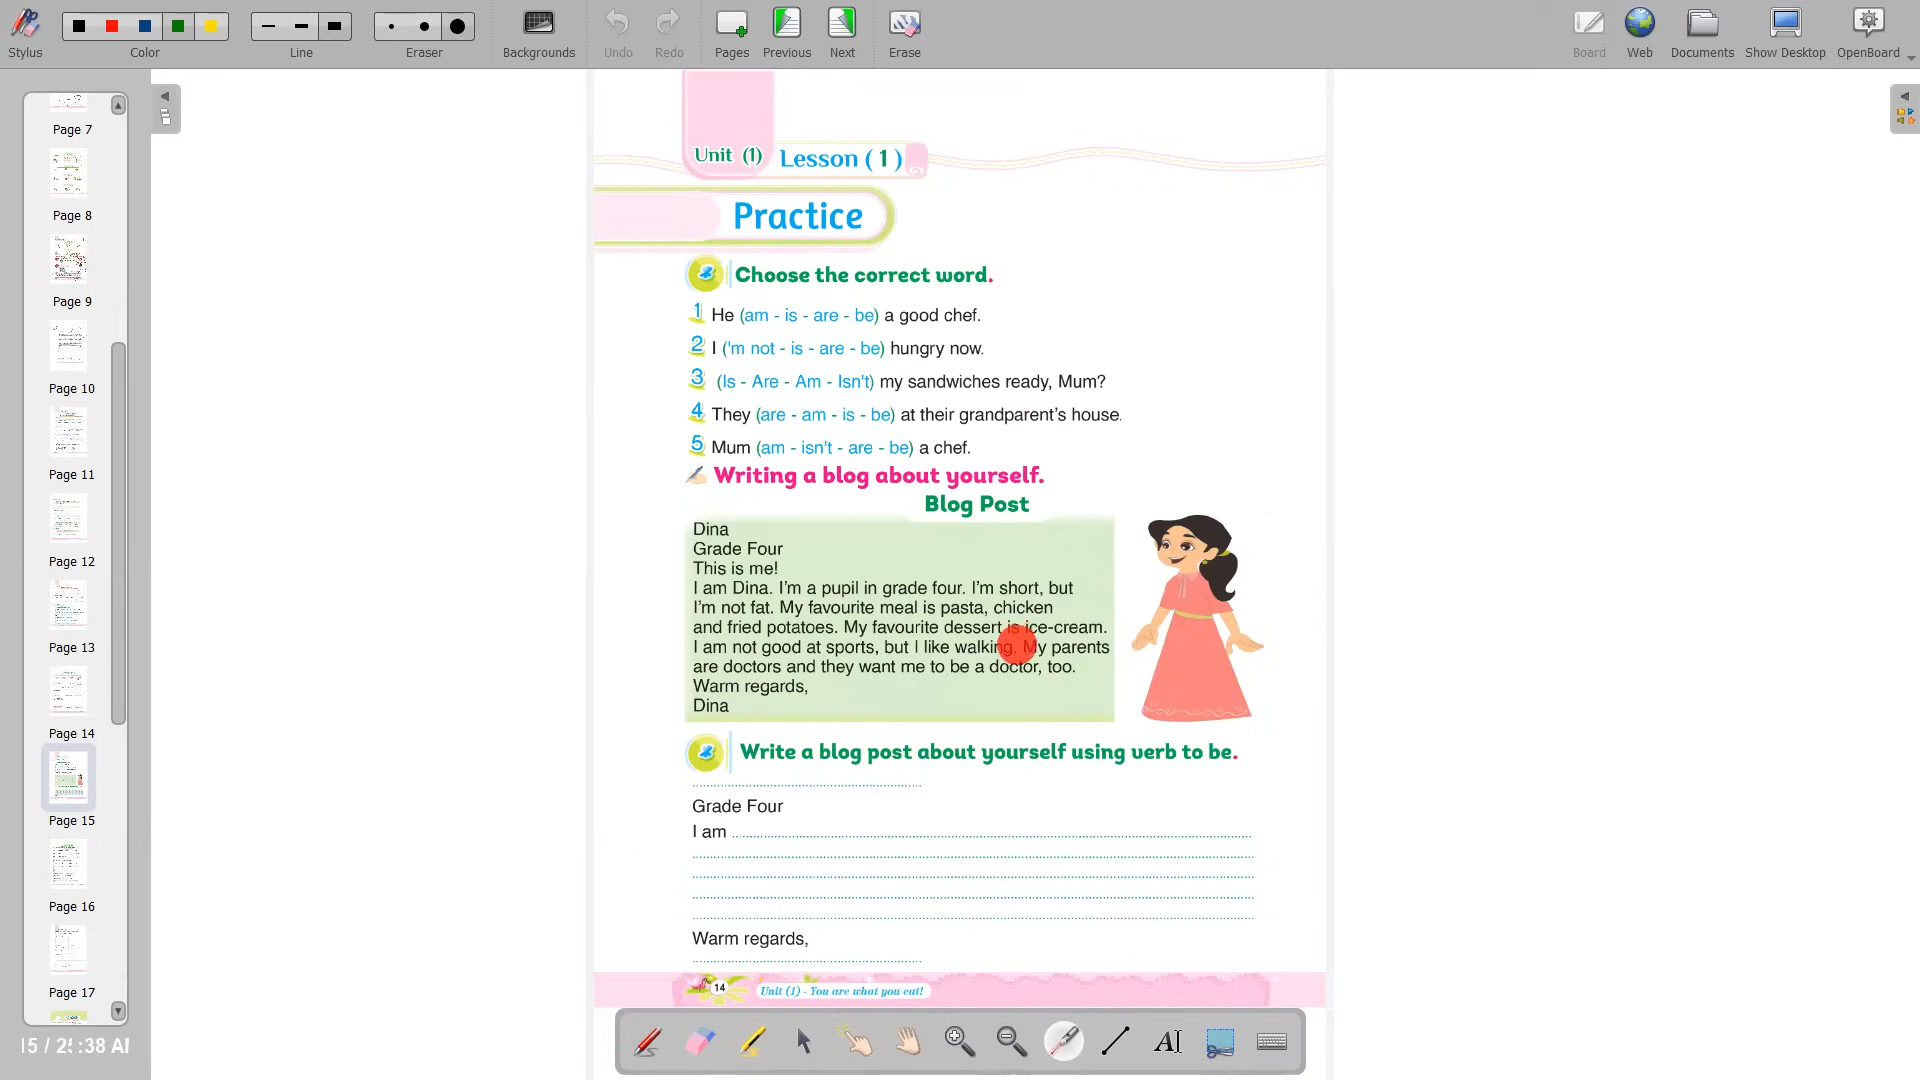 Stylus
Color
Line
Eraser
Backgrounds
Undo
Redo
Pages
Previous
Next
Erase
Board
Web
Documents
Show Desktop
OpenBoard
Page 7
Page 8
Page 9
Page 10
Page 11
Page 12
Page 13
Page 14
Page 15
Page 16
Page 17
Unit (1) Lesson ( 1 )
Practice
Choose the correct word.
1 He (am - is - are - be) a good chef.
2 I ('m not - is - are - be) hungry now.
3 (Is - Are - Am - Isn't) my sandwiches ready, Mum?
4 They (are - am - is - be) at their grandparent's house.
5 Mum (am - isn't - are - be) a chef.
Writing a blog about yourself.
Blog Post
Dina
Grade Four
This is me!
I am Dina. I'm a pupil in grade four. I'm short, but
I'm not fat. My favourite meal is pasta, chicken
and fried potatoes. My favourite dessert is ice-cream.
I am not good at sports, but I like walking. My parents
are doctors and they want me to be a doctor, too.
Warm regards,
Dina
Write a blog post about yourself using verb to be.
Grade Four
I am
Warm regards,
14 Unit (1) - You are what you eat!